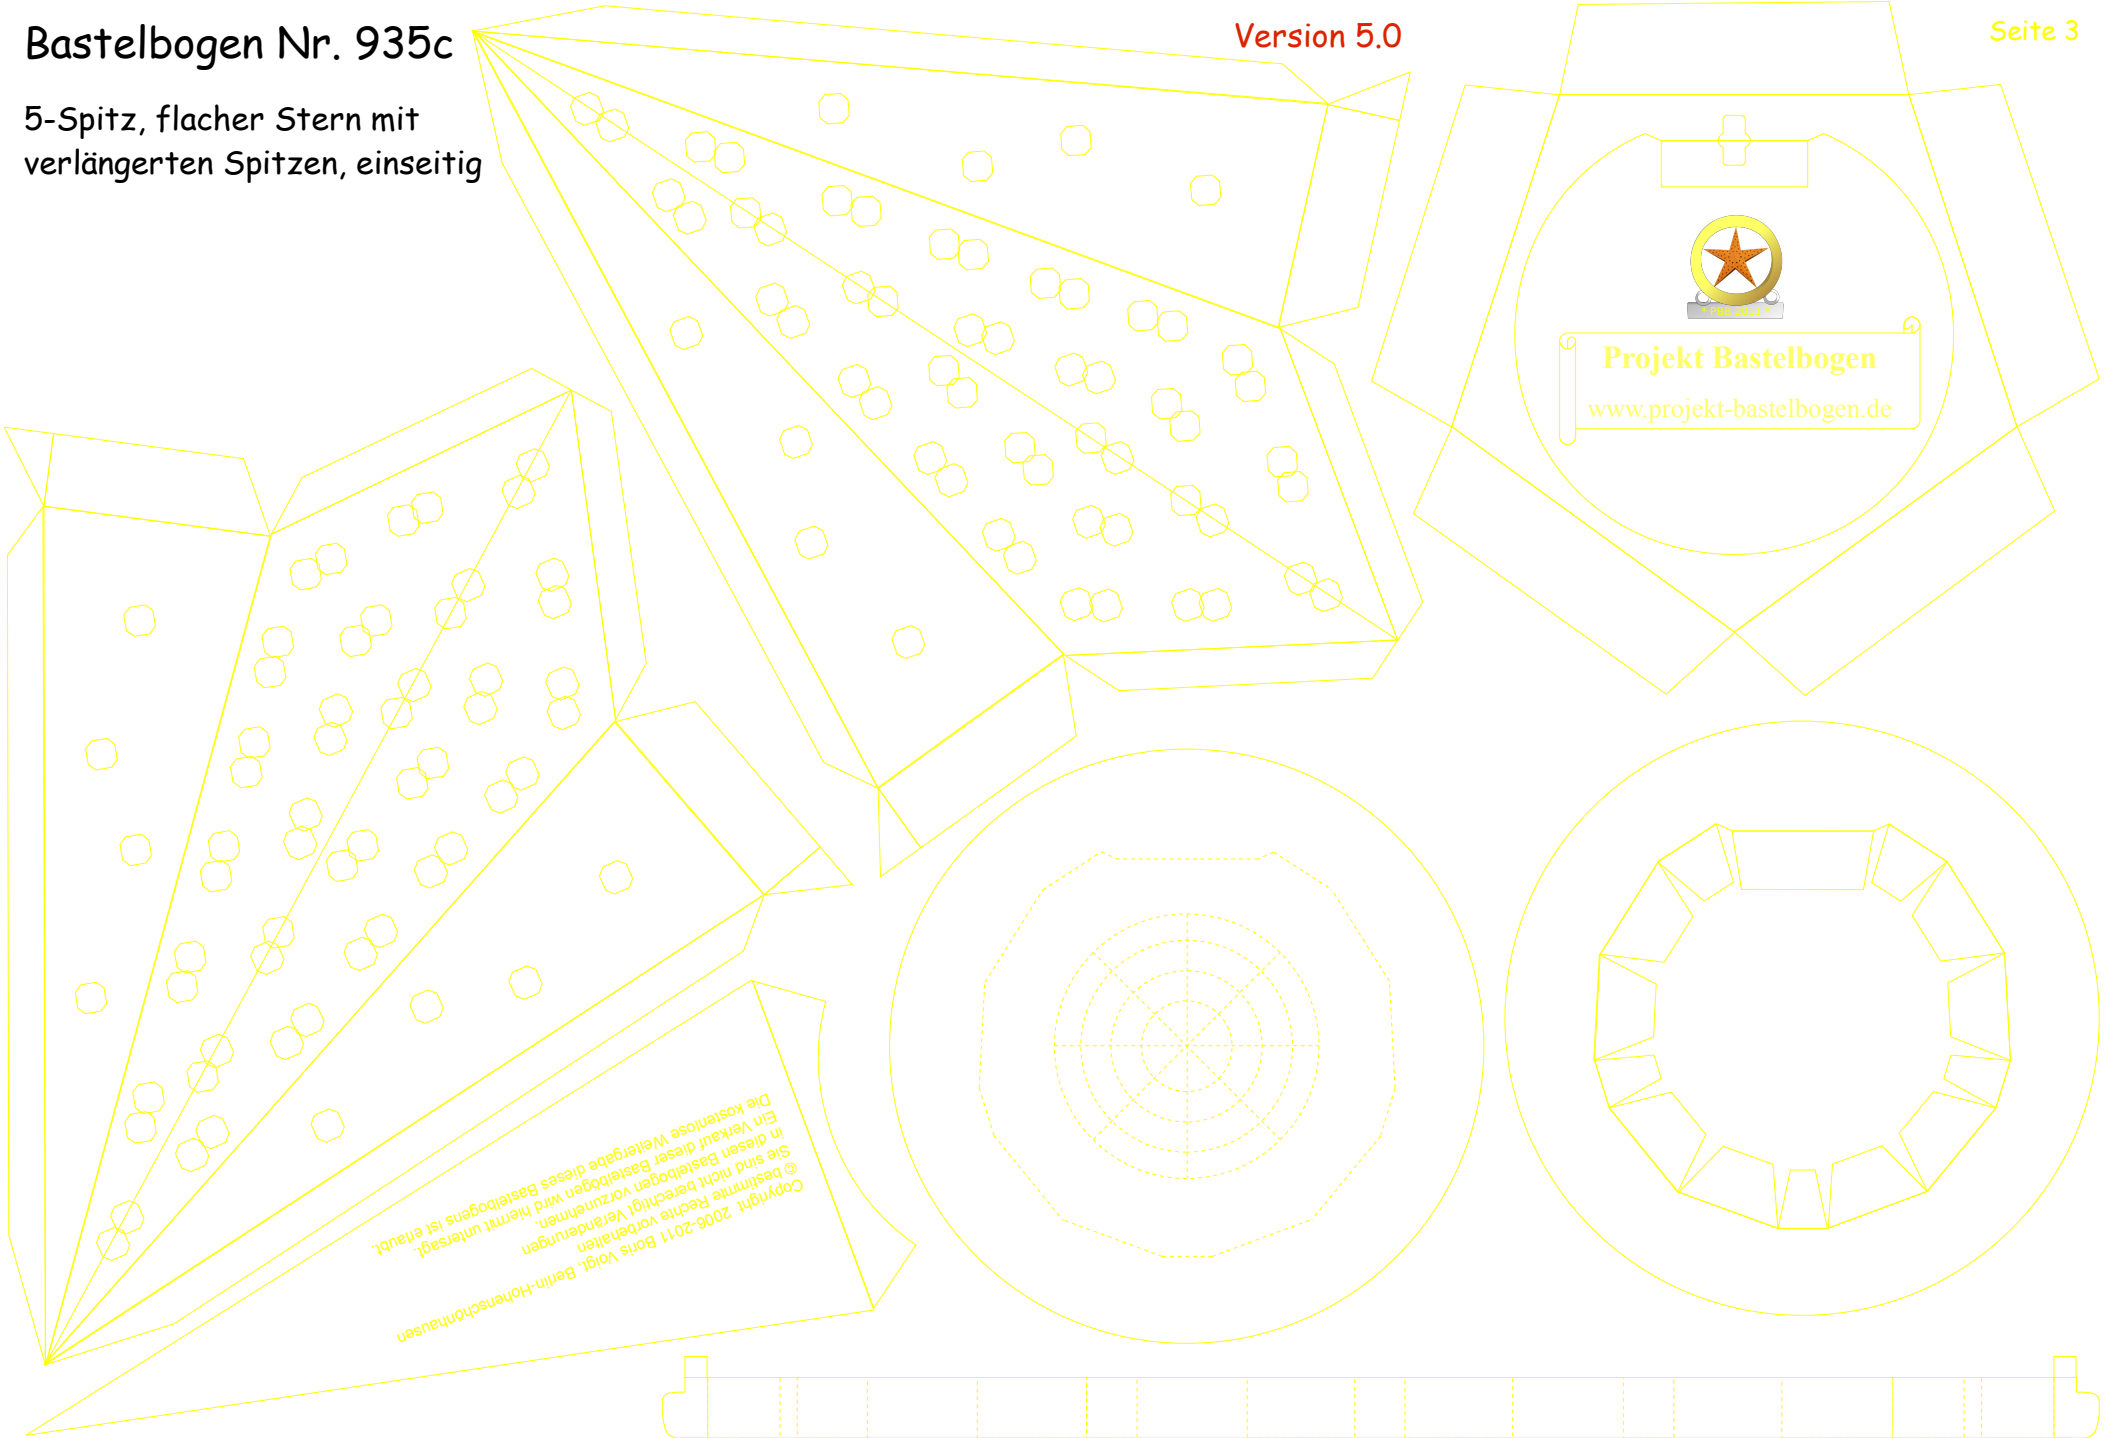 Bastelbogen Nr. 935c
5-Spitz, flacher Stern mit
verlängerten Spitzen, einseitig
Version 5.0
Seite 3
Projekt Bastelbogen
www.projekt-bastelbogen.de
Copyright 2006-2011 Boris Voigt, Berlin-Hohenschönhausen
© bestimmte Rechte vorbehalten
Sie sind nicht berechtigt Veränderungen
in diesen Bastelbogen vorzunehmen.
Ein Verkauf dieser Bastelbögen wird hiermit untersagt.
Die kostenlose Weitergabe dieses Bastelbogens ist erlaubt.